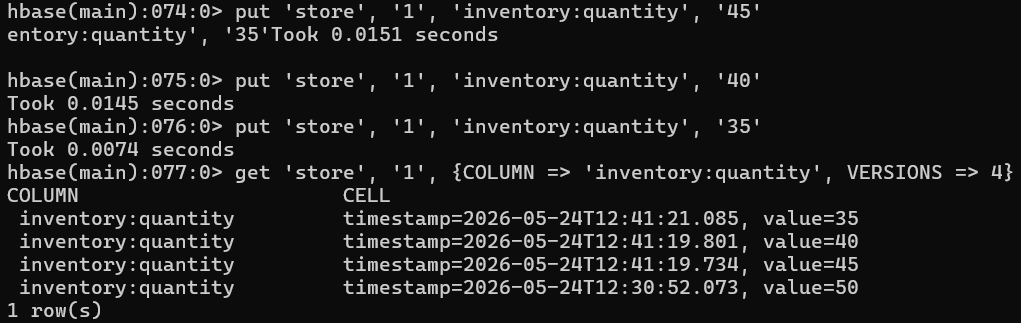 hbase(main):074:0> put 'store', '1', 'inventory:quantity', '45'
entory:quantity', '35'Took 0.0151 seconds
hbase(main):075:0> put 'store', '1', 'inventory:quantity', '40'
Took 0.0145 seconds
hbase(main):076:0> put 'store', '1', 'inventory:quantity', '35'
Took 0.0074 seconds
hbase(main):077:0> get 'store', '1', {COLUMN => 'inventory:quantity', VERSIONS => 4}
COLUMN                      CELL
 inventory:quantity         timestamp=2026-05-24T12:41:21.085, value=35
 inventory:quantity         timestamp=2026-05-24T12:41:19.801, value=40
 inventory:quantity         timestamp=2026-05-24T12:41:19.734, value=45
 inventory:quantity         timestamp=2026-05-24T12:30:52.073, value=50
1 row(s)